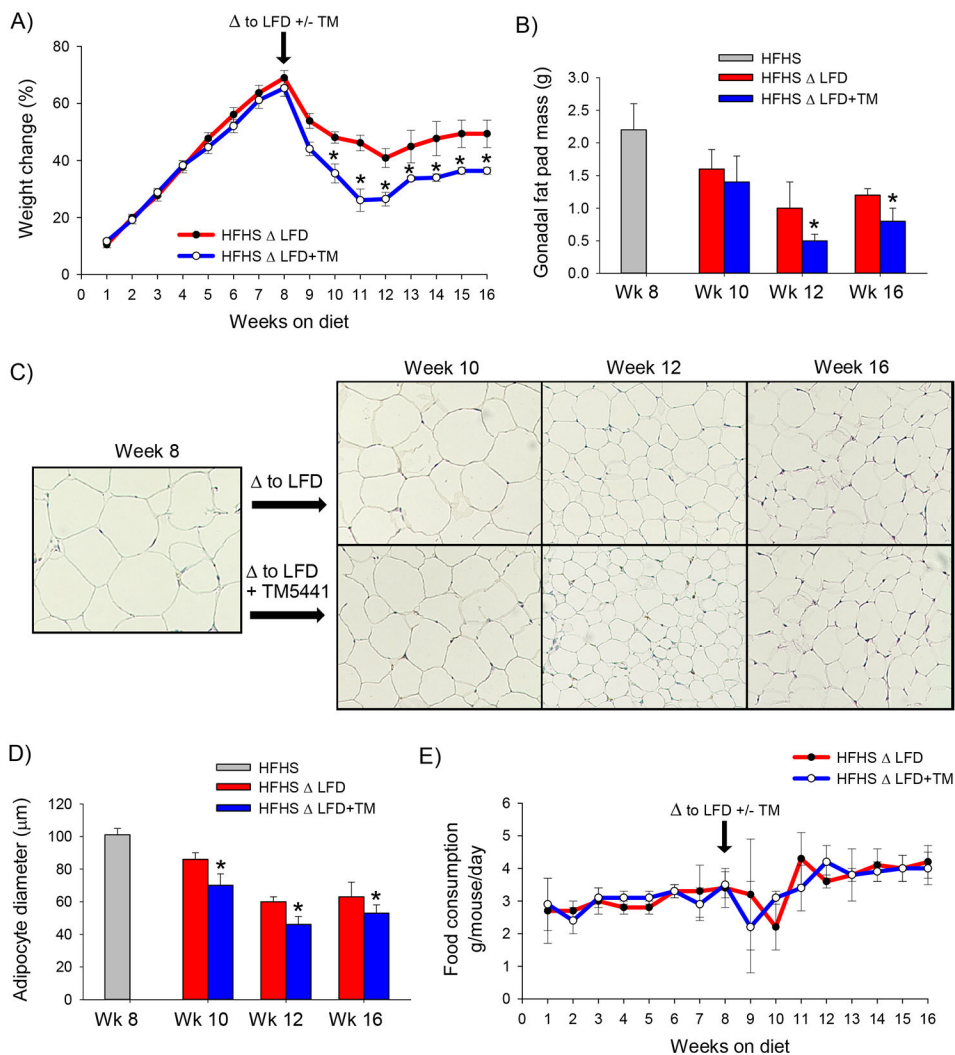 A)
Δ to LFD +/- TM
Weight change (%)
80
60
40
20
0
* * * * * * *
HFHS Δ LFD
HFHS Δ LFD+TM
0 1 2 3 4 5 6 7 8 9 10 11 12 13 14 15 16
Weeks on diet
B)
HFHS
HFHS Δ LFD
HFHS Δ LFD+TM
Gonadal fat pad mass (g)
3.0
2.5
2.0
1.5
1.0
0.5
0.0
* *
Wk 8 Wk 10 Wk 12 Wk 16
C)
Week 10 Week 12 Week 16
Week 8
Δ to LFD
Δ to LFD
+ TM5441
D)
HFHS
HFHS Δ LFD
HFHS Δ LFD+TM
Adipocyte diameter (μm)
120
100
80
60
40
20
0
* * *
Wk 8 Wk 10 Wk 12 Wk 16
E)
HFHS Δ LFD
HFHS Δ LFD+TM
Δ to LFD +/- TM
Food consumption
g/mouse/day
6
5
4
3
2
1
0
0 1 2 3 4 5 6 7 8 9 10 11 12 13 14 15 16
Weeks on diet